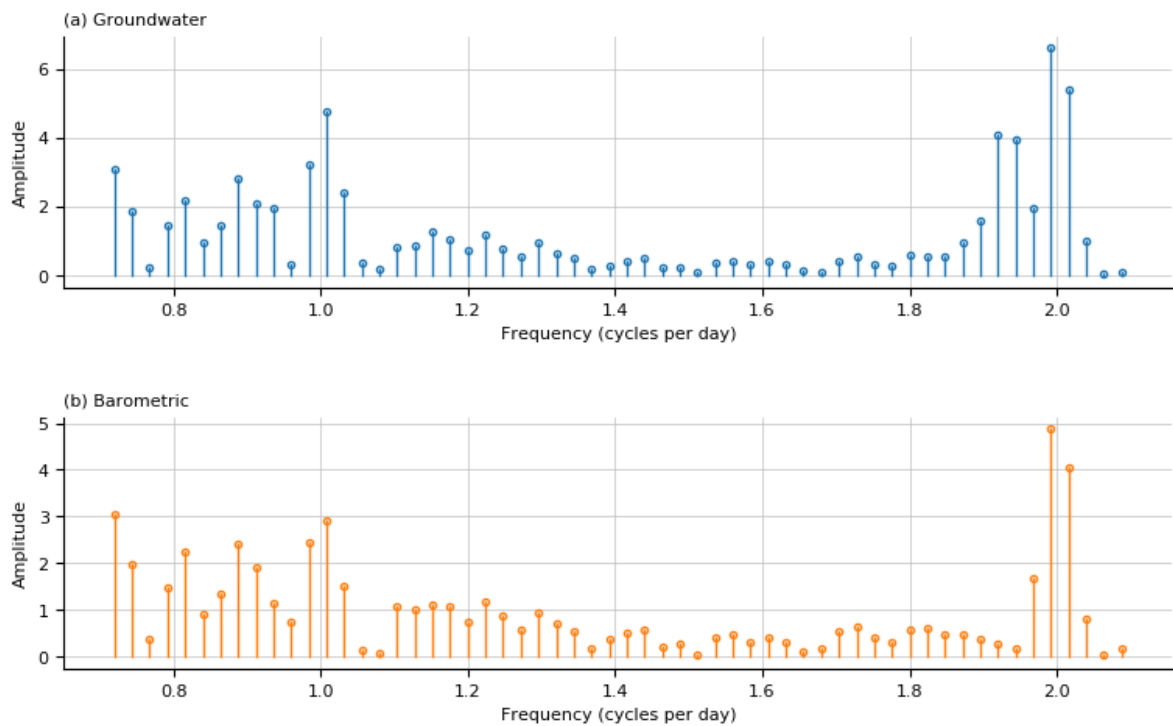 (a) Groundwater
6
4
2
0
Amplitude
0.8 1.0 1.2 1.4 1.6 1.8 2.0
Frequency (cycles per day)
(b) Barometric
5
4
3
2
1
0
Amplitude
0.8 1.0 1.2 1.4 1.6 1.8 2.0
Frequency (cycles per day)